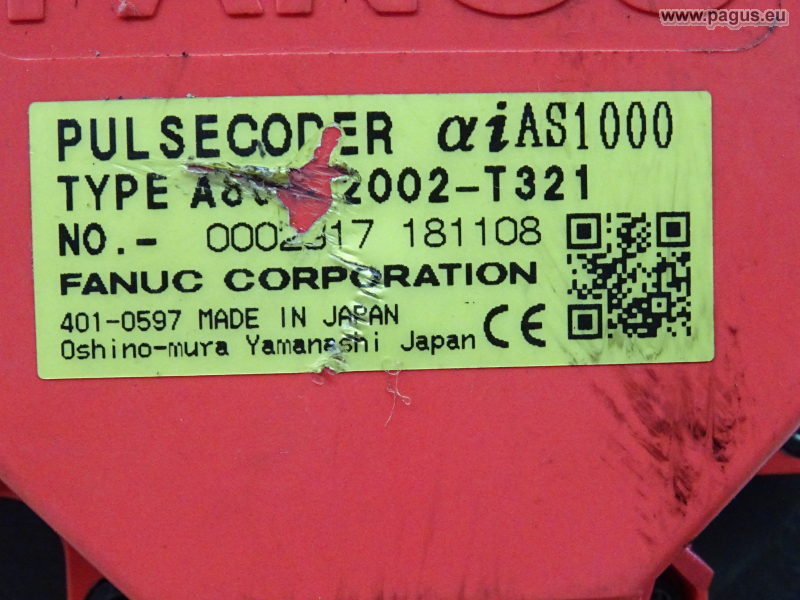 www.pagus.eu
FANUC
PULSECODER αiAS1000
TYPE 2002-T321
NO.- 181108
FANUC CORPORATION
401-0597 MADE IN JAPAN
Oshino-mura Yamanashi Japan CE